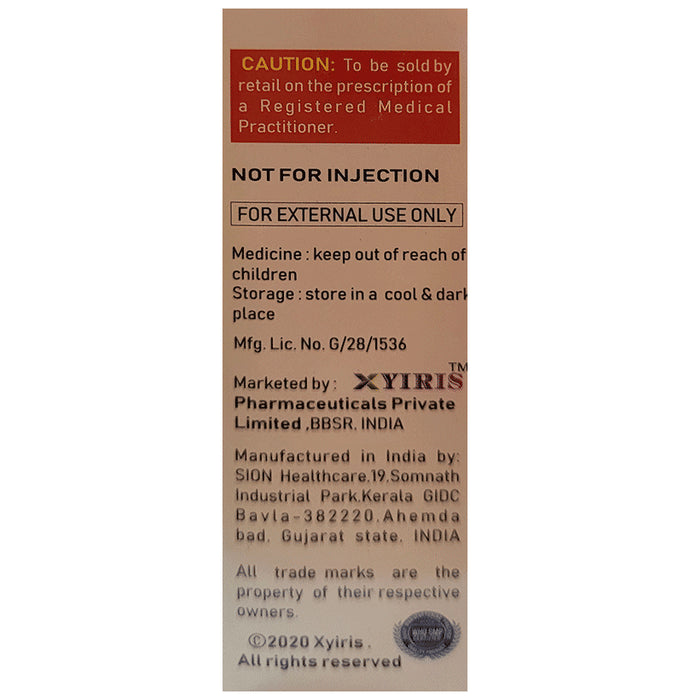 CAUTION: To be sold by
retail on the prescription of
a Registered Medical
Practitioner.
NOT FOR INJECTION
FOR EXTERNAL USE ONLY
Medicine : keep out of reach of
children
Storage : store in a cool & dark
place
Mfg. Lic. No. G/28/1536
Marketed by : XYIRIS™
Pharmaceuticals Private
Limited ,BBSR, INDIA
Manufactured in India by:
SION Healthcare,19,Somnath
Industrial Park,Kerala GIDC
Bavla-382220,Ahemda
bad, Gujarat state, INDIA
All trade marks are the
property of their respective
owners.
©2020 Xyiris .
All rights reserved
WHO GMP